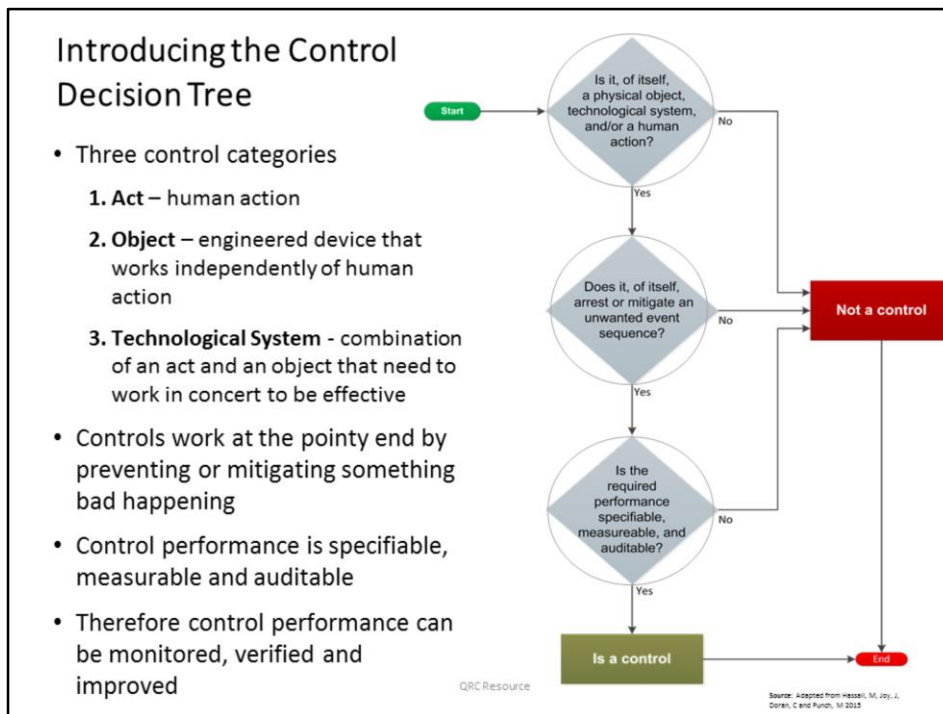 Introducing the Control
Decision Tree
• Three control categories
1. Act – human action
2. Object – engineered device that
works independently of human
action
3. Technological System - combination
of an act and an object that need to
work in concert to be effective
• Controls work at the pointy end by
preventing or mitigating something
bad happening
• Control performance is specifiable,
measurable and auditable
• Therefore control performance can
be monitored, verified and
improved
Start
Is it, of itself,
a physical object,
technological system,
and/or a human
action?
No
Yes
Does it, of itself,
arrest or mitigate an
unwanted event
sequence?
No
Not a control
Yes
Is the
required
performance
specifiable,
measureable, and
auditable?
No
Yes
Is a control
End
QRC Resource
Source: Adapted from Hassall, M, Joy, J,
Doran, C and Punch, M 2015